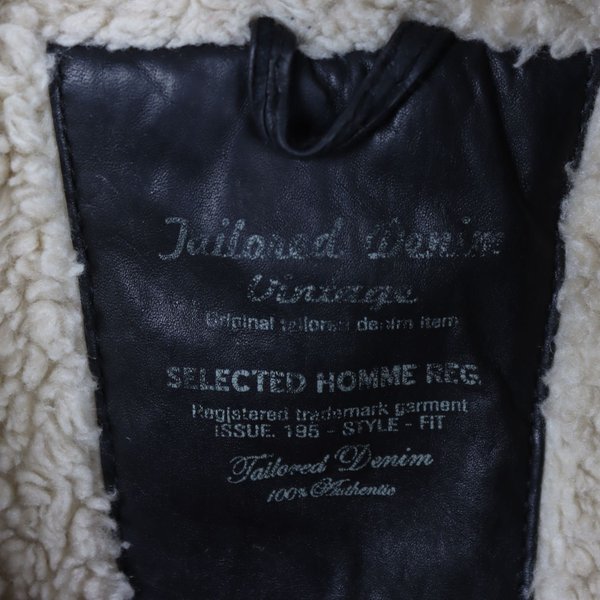 Tailored Denim
Vintage
Original tailored denim item
SELECTED HOMME REG.
Registered trademark garment
ISSUE. 195 - STYLE - FIT
Tailored Denim
100% Authentic